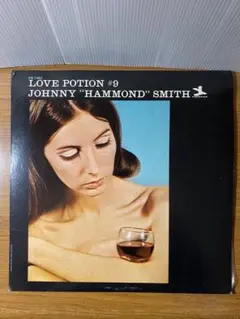 LOVE POTION #9
JOHNNY "HAMMOND" SMITH